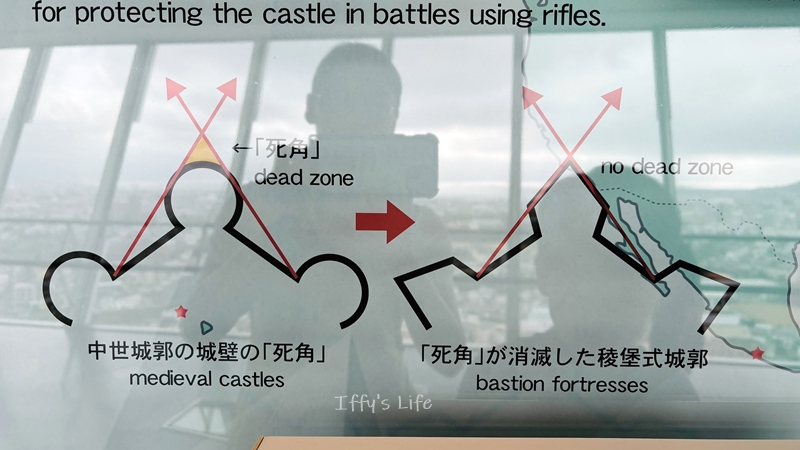 for protecting the castle in battles using rifles.
←「死角」
dead zone
no dead zone
中世城郭の城壁の「死角」
medieval castles
「死角」が消滅した稜堡式城郭
bastion fortresses
Iffy's Life